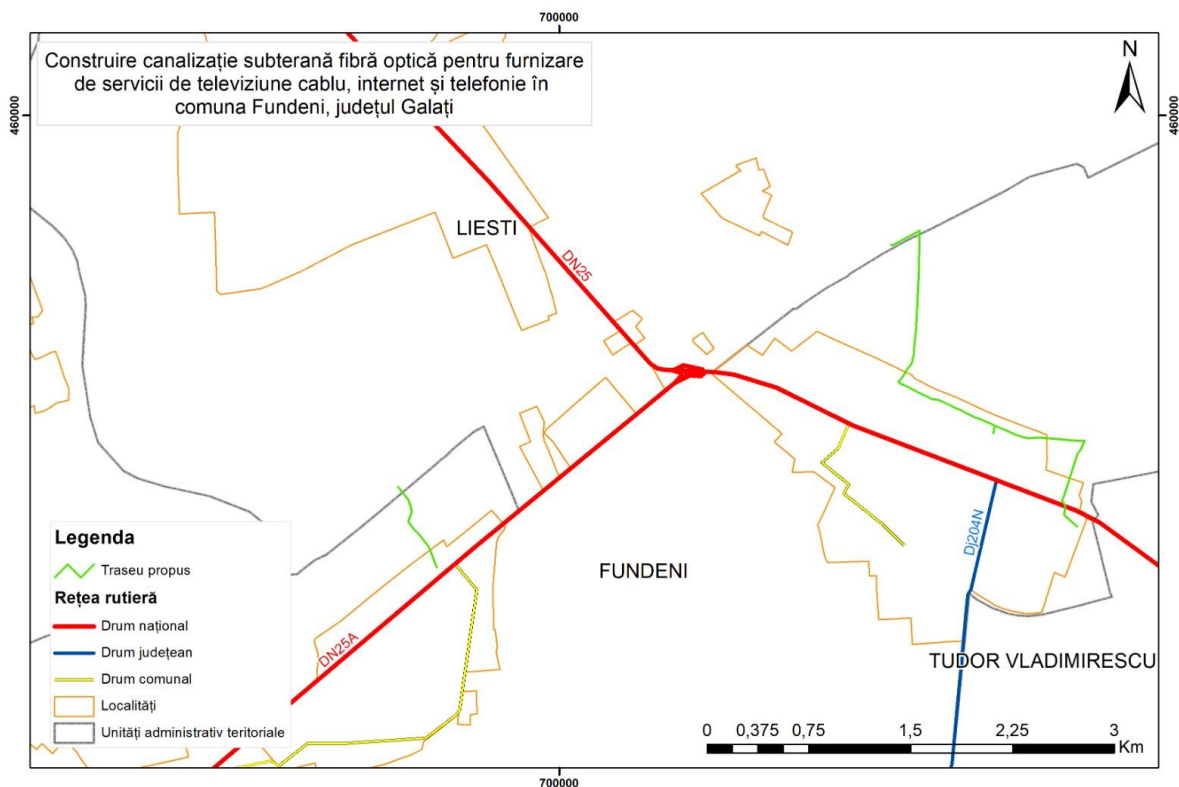 700000
Construire canalizație subterană fibră optică pentru furnizare
de servicii de televiziune cablu, internet și telefonie în
comuna Fundeni, județul Galați
N
460000
460000
LIESTI
DN25
FUNDENI
Dj204N
DN25A
TUDOR VLADIMIRESCU
Legenda
Traseu propus
Rețea rutieră
Drum național
Drum județean
Drum comunal
Localități
Unități administrativ teritoriale
0 0,375 0,75 1,5 2,25 3
Km
700000